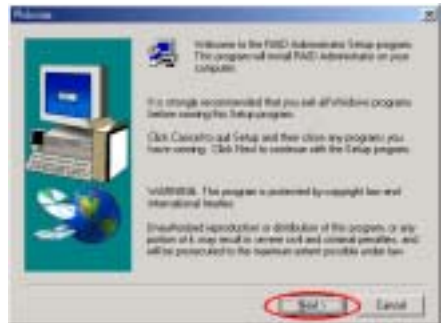 Welcome
Welcome to the RAID Administrator Setup program.
This program will install RAID Administrator on your
computer.
It is strongly recommended that you exit all Windows programs
before running this Setup program.
Click Cancel to quit Setup and then close any programs you
have running. Click Next to continue with the Setup program.
WARNING: This program is protected by copyright law and
international treaties.
Unauthorized reproduction or distribution of this program, or any
portion of it, may result in severe civil and criminal penalties, and
will be prosecuted to the maximum extent possible under law.
Next >
Cancel